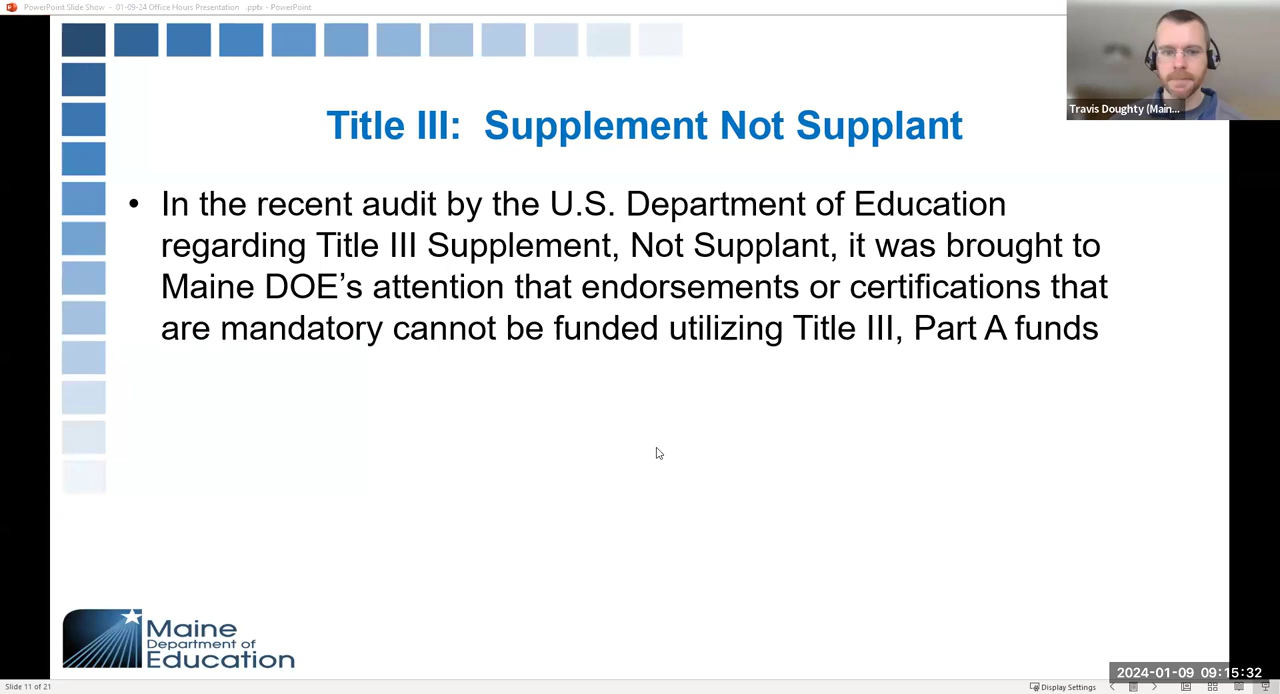 PowerPoint Slide Show - 01-09-24 Office Hours Presentation .pptx - PowerPoint
Travis Doughty (Main...
Title III: Supplement Not Supplant
• In the recent audit by the U.S. Department of Education
regarding Title III Supplement, Not Supplant, it was brought to
Maine DOE’s attention that endorsements or certifications that
are mandatory cannot be funded utilizing Title III, Part A funds
Maine
Department of
Education
2024-01-09 09:15:32
Slide 11 of 21
Display Settings